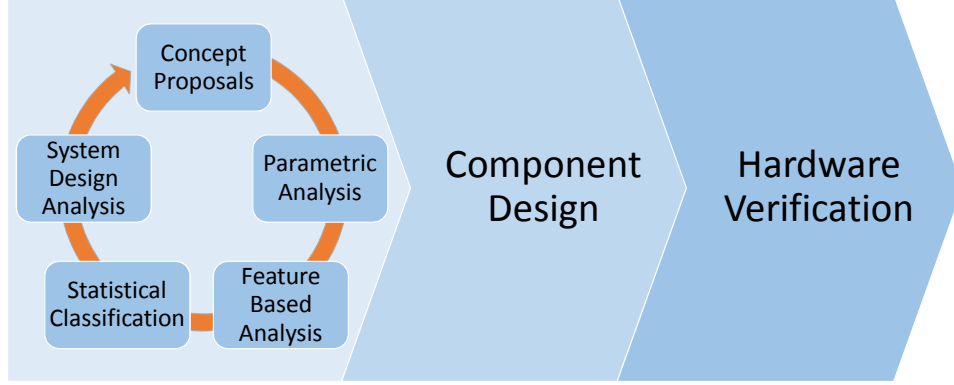 Concept
Proposals
Parametric
Analysis
Feature
Based
Analysis
Statistical
Classification
System
Design
Analysis
Component
Design
Hardware
Verification